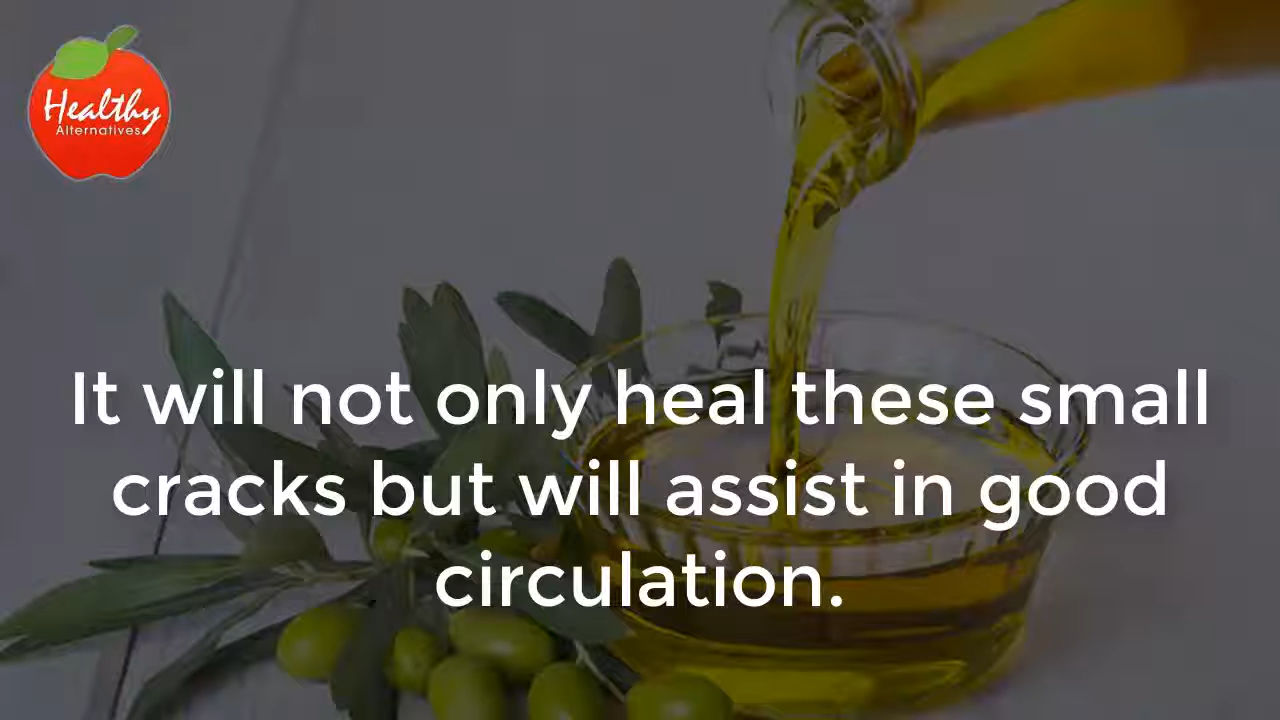 Healthy
Alternatives
It will not only heal these small
cracks but will assist in good
circulation.